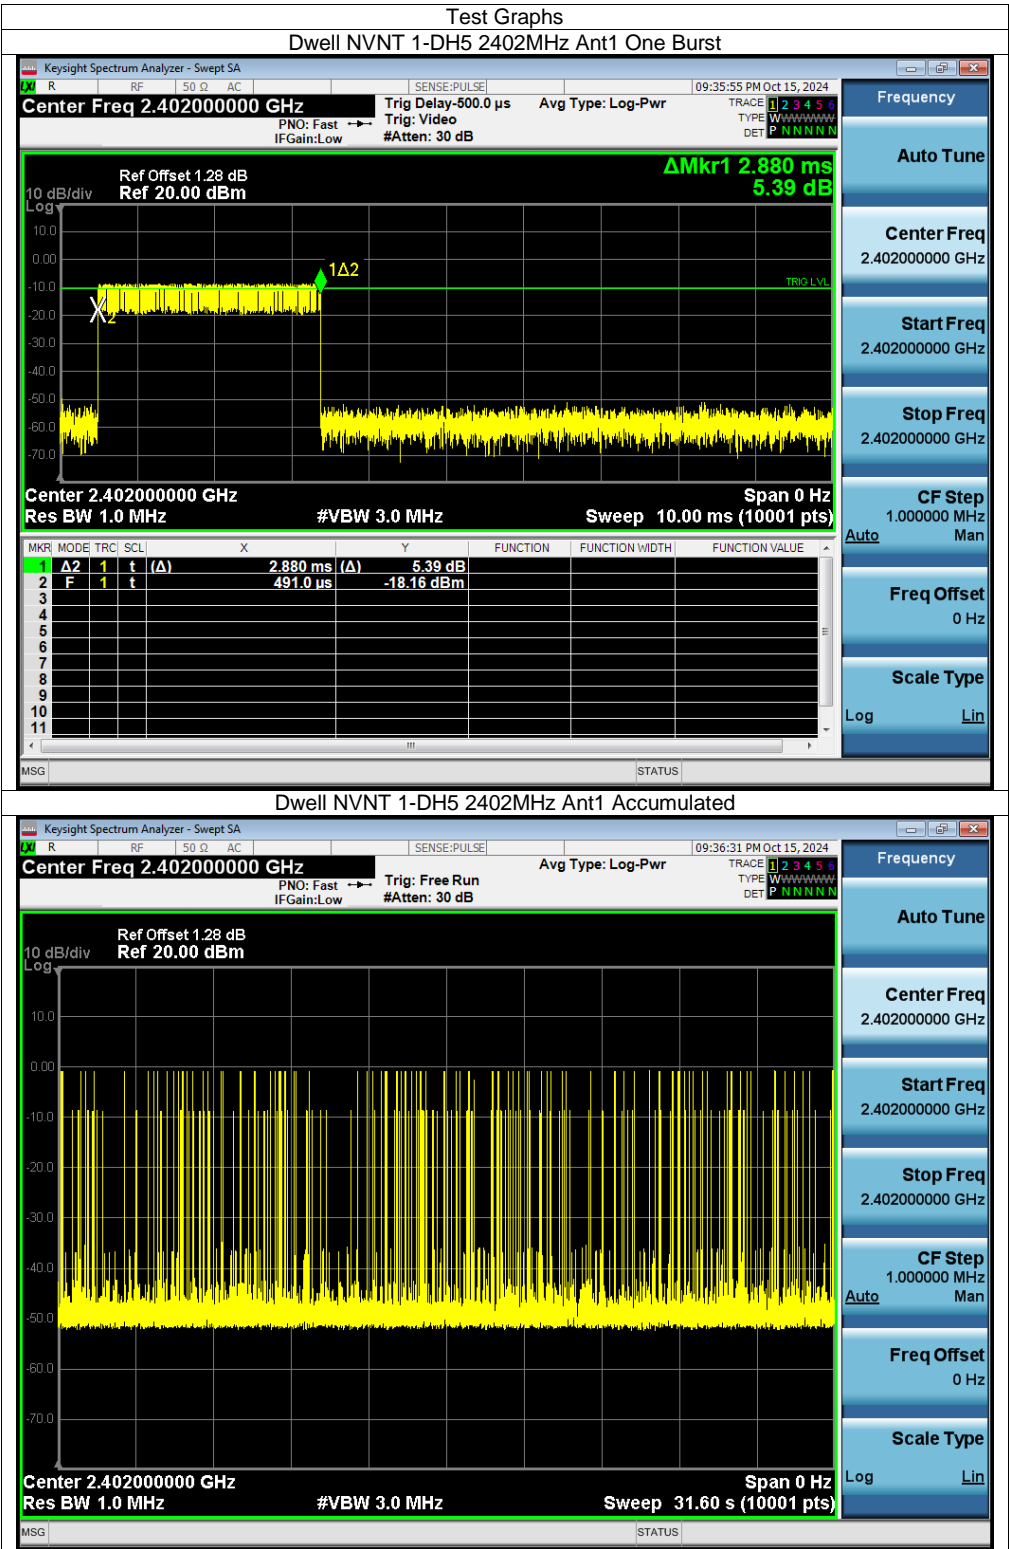 Test Graphs
Dwell NVNT 1-DH5 2402MHz Ant1 One Burst
Keysight Spectrum Analyzer - Swept SA
LXI R RF 50 Ω AC SENSE:PULSE 09:35:55 PM Oct 15, 2024
Center Freq 2.402000000 GHz
PNO: Fast
IFGain:Low
Trig Delay-500.0 µs
Trig: Video
#Atten: 30 dB
Avg Type: Log-Pwr
TRACE 1 2 3 4 5 6
TYPE WWWWWW
DET P N N N N N
Frequency
ΔMkr1 2.880 ms
5.39 dB
Ref Offset 1.28 dB
10 dB/div Ref 20.00 dBm
Log
10.0
0.00
-10.0
-20.0
-30.0
-40.0
-50.0
-60.0
-70.0
1Δ2
2
TRIG LVL
Center 2.402000000 GHz Span 0 Hz
Res BW 1.0 MHz #VBW 3.0 MHz Sweep 10.00 ms (10001 pts)
MKR MODE TRC SCL X Y FUNCTION FUNCTION WIDTH FUNCTION VALUE
1 Δ2 1 t (Δ) 2.880 ms (Δ) 5.39 dB
2 F 1 t 491.0 µs -18.16 dBm
3
4
5
6
7
8
9
10
11
MSG STATUS
Auto Tune
Center Freq
2.402000000 GHz
Start Freq
2.402000000 GHz
Stop Freq
2.402000000 GHz
CF Step
1.000000 MHz
Auto Man
Freq Offset
0 Hz
Scale Type
Log Lin
Dwell NVNT 1-DH5 2402MHz Ant1 Accumulated
Keysight Spectrum Analyzer - Swept SA
LXI R RF 50 Ω AC SENSE:PULSE 09:36:31 PM Oct 15, 2024
Center Freq 2.402000000 GHz
PNO: Fast
IFGain:Low
Trig: Free Run
#Atten: 30 dB
Avg Type: Log-Pwr
TRACE 1 2 3 4 5 6
TYPE WWWWWW
DET P N N N N N
Frequency
Ref Offset 1.28 dB
10 dB/div Ref 20.00 dBm
Log
10.0
0.00
-10.0
-20.0
-30.0
-40.0
-50.0
-60.0
-70.0
Center 2.402000000 GHz Span 0 Hz
Res BW 1.0 MHz #VBW 3.0 MHz Sweep 31.60 s (10001 pts)
MSG STATUS
Auto Tune
Center Freq
2.402000000 GHz
Start Freq
2.402000000 GHz
Stop Freq
2.402000000 GHz
CF Step
1.000000 MHz
Auto Man
Freq Offset
0 Hz
Scale Type
Log Lin